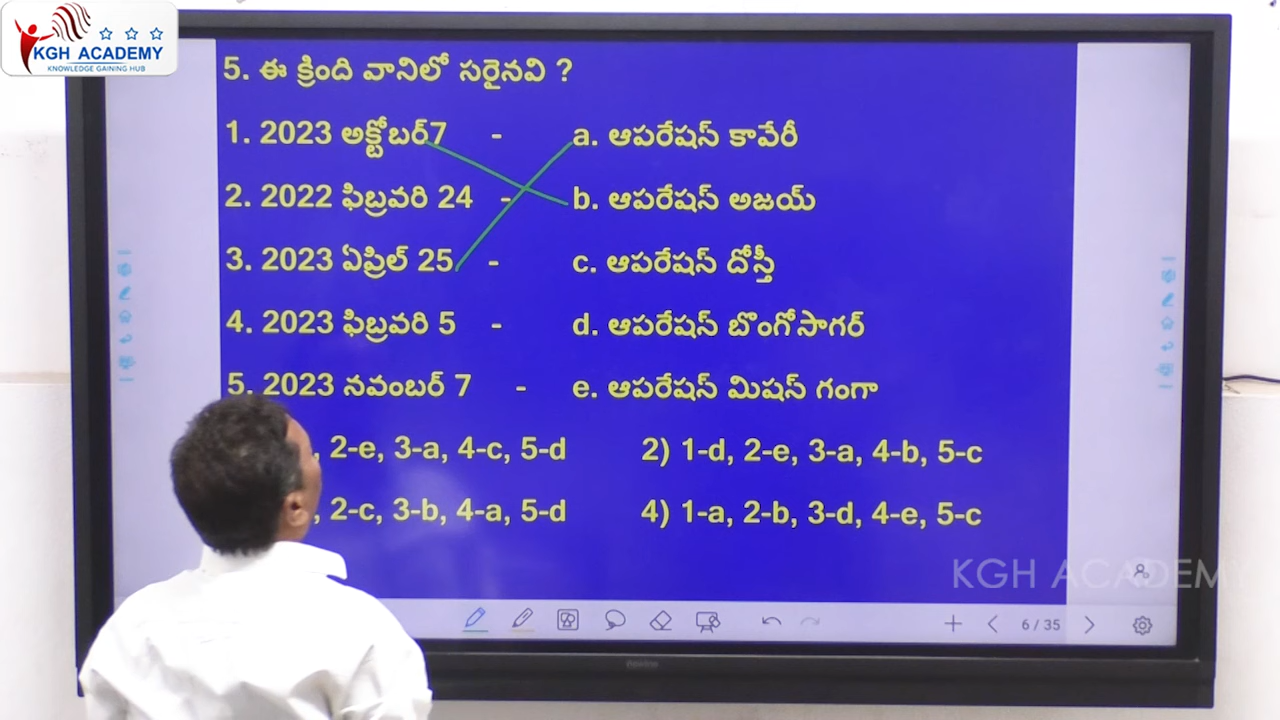 KGH ACADEMY
KNOWLEDGE GAINING HUB
5. ఈ క్రింది వానిలో సరైనవి ?
1. 2023 అక్టోబర్7 - a. ఆపరేషన్ కావేరీ
2. 2022 ఫిబ్రవరి 24 - b. ఆపరేషన్ అజయ్
3. 2023 ఏప్రిల్ 25 - c. ఆపరేషన్ దోస్తీ
4. 2023 ఫిబ్రవరి 5 - d. ఆపరేషన్ బొంగోసాగర్
5. 2023 నవంబర్ 7 - e. ఆపరేషన్ మిషన్ గంగా
, 2-e, 3-a, 4-c, 5-d 2) 1-d, 2-e, 3-a, 4-b, 5-c
, 2-c, 3-b, 4-a, 5-d 4) 1-a, 2-b, 3-d, 4-e, 5-c
KGH ACADEMY
6 / 35